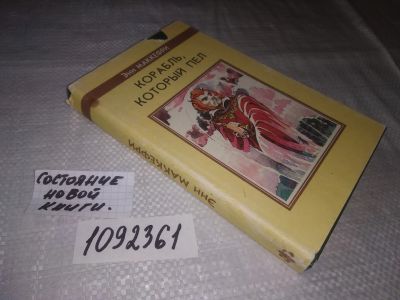 Энн МАККЕФРИ
КОРАБЛЬ,
КОТОРЫЙ ПЕЛ
ЭНН МАККЕФРИ
СОСТОЯНИЕ
НОВОЙ
КНИГИ.
1092361